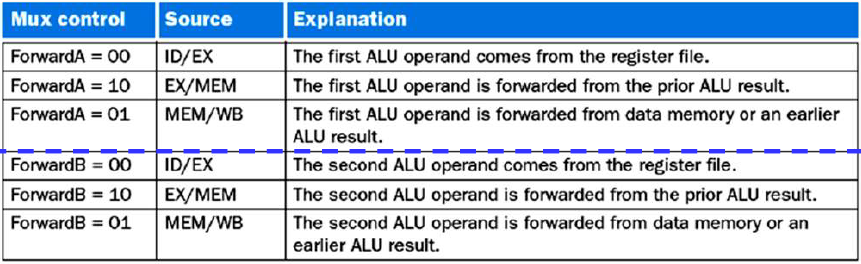 Mux control Source Explanation
ForwardA = 00 ID/EX The first ALU operand comes from the register file.
ForwardA = 10 EX/MEM The first ALU operand is forwarded from the prior ALU result.
ForwardA = 01 MEM/WB The first ALU operand is forwarded from data memory or an earlier
ALU result.
ForwardB = 00 ID/EX The second ALU operand comes from the register file.
ForwardB = 10 EX/MEM The second ALU operand is forwarded from the prior ALU result.
ForwardB = 01 MEM/WB The second ALU operand is forwarded from data memory or an
earlier ALU result.